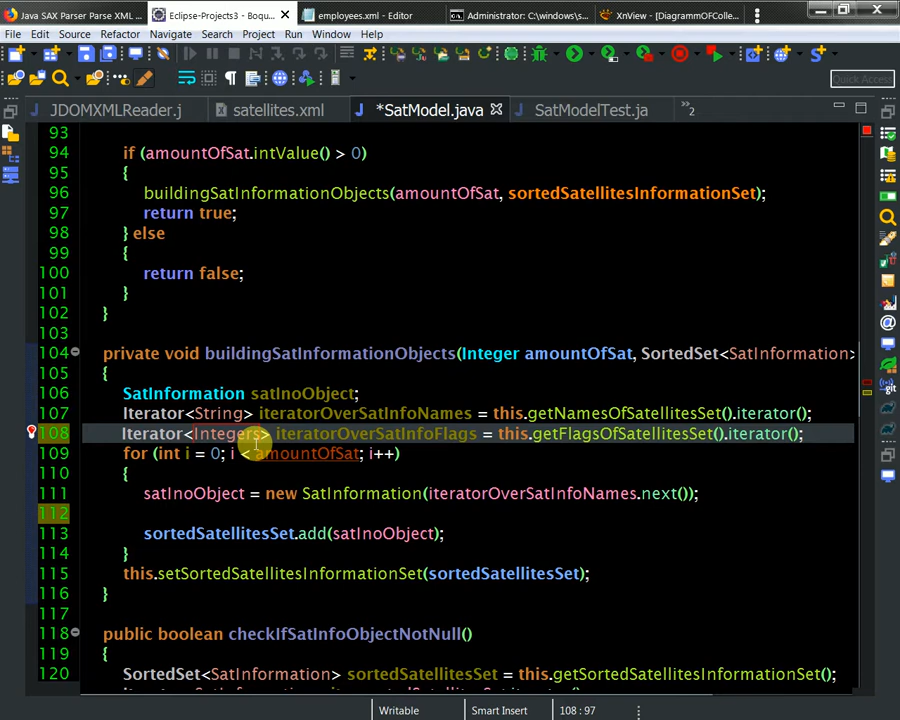 Java SAX Parser Parse XML ...
Eclipse-Projects3 - Boqu...
employees.xml - Editor
Administrator: C:\windows\s...
XnView - [DiagrammOFColle...
File Edit Source Refactor Navigate Search Project Run Window Help
Quick Access
JDOMXMLReader.j
satellites.xml
*SatModel.java
SatModelTest.ja
»2
93
94 if (amountOfSat.intValue() > 0)
95 {
96 buildingSatInformationObjects(amountOfSat, sortedSatellitesInformationSet);
97 return true;
98 } else
99 {
100 return false;
101 }
102 }
103
104 private void buildingSatInformationObjects(Integer amountOfSat, SortedSet<SatInformation>
105 {
106 SatInformation satInoObject;
107 Iterator<String> iteratorOverSatInfoNames = this.getNamesOfSatellitesSet().iterator();
108 Iterator<Integers> iteratorOverSatInfoFlags = this.getFlagsOfSatellitesSet().iterator();
109 for (int i = 0; i < amountOfSat; i++)
110 {
111 satInoObject = new SatInformation(iteratorOverSatInfoNames.next());
112
113 sortedSatellitesSet.add(satInoObject);
114 }
115 this.setSortedSatellitesInformationSet(sortedSatellitesSet);
116 }
117
118 public boolean checkIfSatInfoObjectNotNull()
119 {
120 SortedSet<SatInformation> sortedSatellitesSet = this.getSortedSatellitesInformationSet();
Writable
Smart Insert
108 : 97